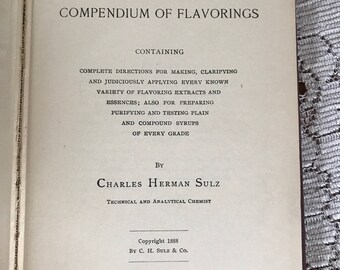 COMPENDIUM OF FLAVORINGS
CONTAINING
COMPLETE DIRECTIONS FOR MAKING, CLARIFYING
AND JUDICIOUSLY APPLYING EVERY KNOWN
VARIETY OF FLAVORING EXTRACTS AND
ESSENCES; ALSO FOR PREPARING
PURIFYING AND TESTING PLAIN
AND COMPOUND SYRUPS
OF EVERY GRADE
BY
CHARLES HERMAN SULZ
TECHNICAL AND ANALYTICAL CHEMIST
Copyright 1888
BY C. H. SULZ & CO.